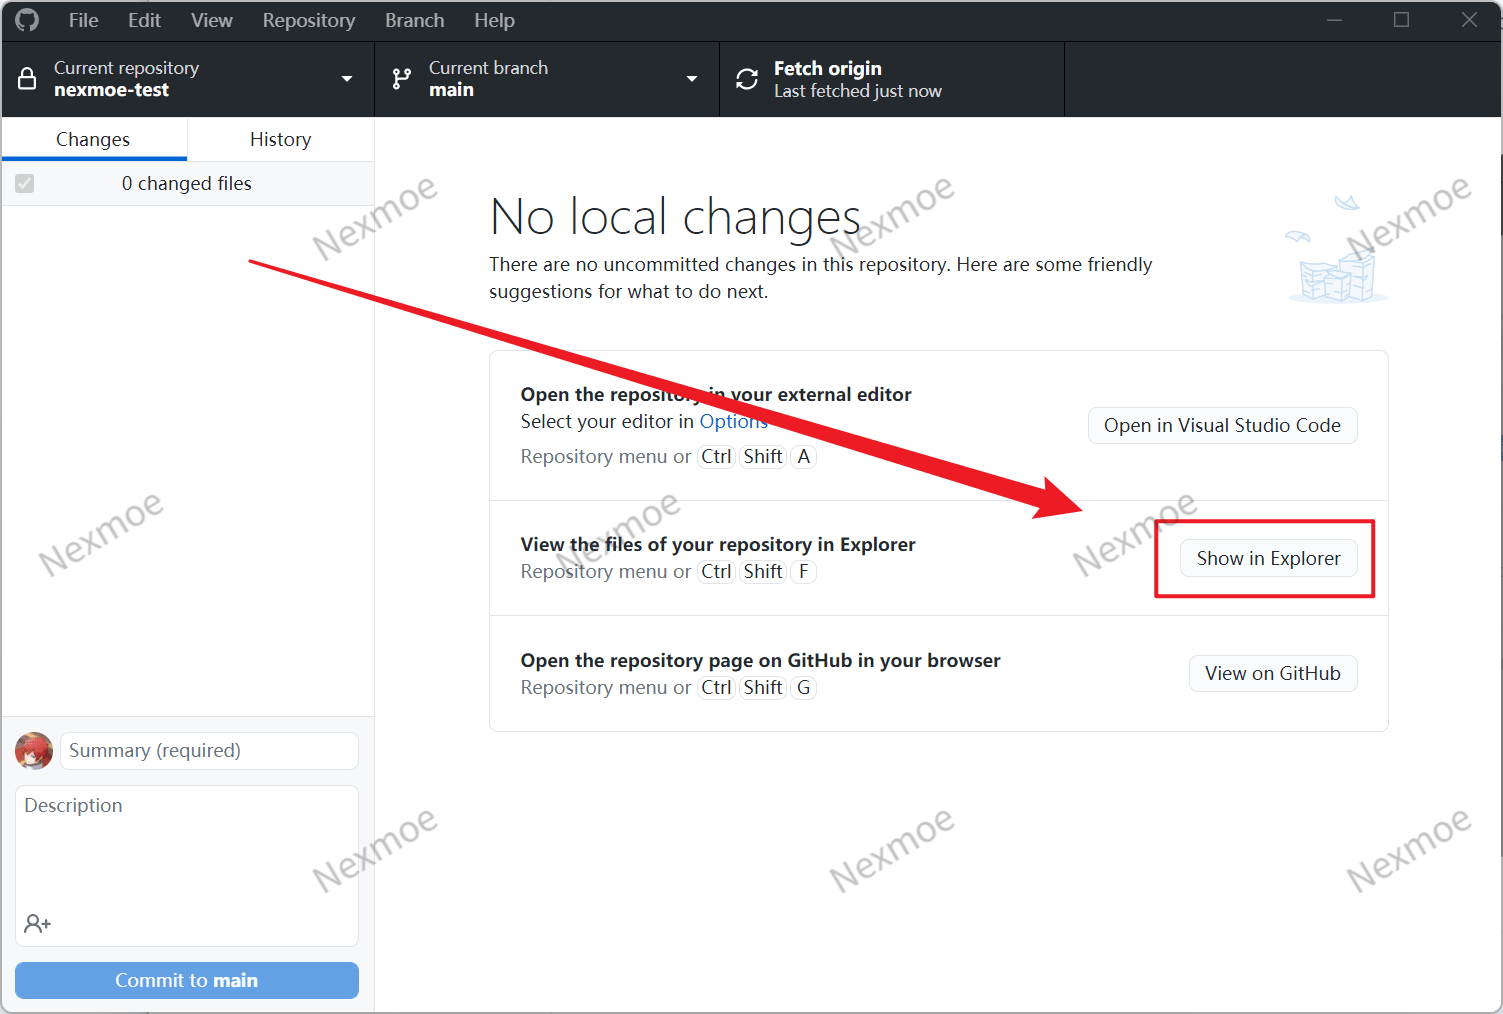 File Edit View Repository Branch Help
Current repository
nexmoe-test
Current branch
main
Fetch origin
Last fetched just now
Changes
History
0 changed files
No local changes
There are no uncommitted changes in this repository. Here are some friendly
suggestions for what to do next.
Open the repository in your external editor
Select your editor in Options
Repository menu or Ctrl Shift A
Open in Visual Studio Code
View the files of your repository in Explorer
Repository menu or Ctrl Shift F
Show in Explorer
Open the repository page on GitHub in your browser
Repository menu or Ctrl Shift G
View on GitHub
Summary (required)
Description
Commit to main
Nexmoe
Nexmoe
Nexmoe
Nexmoe
Nexmoe
Nexmoe
Nexmoe
Nexmoe
Nexmoe